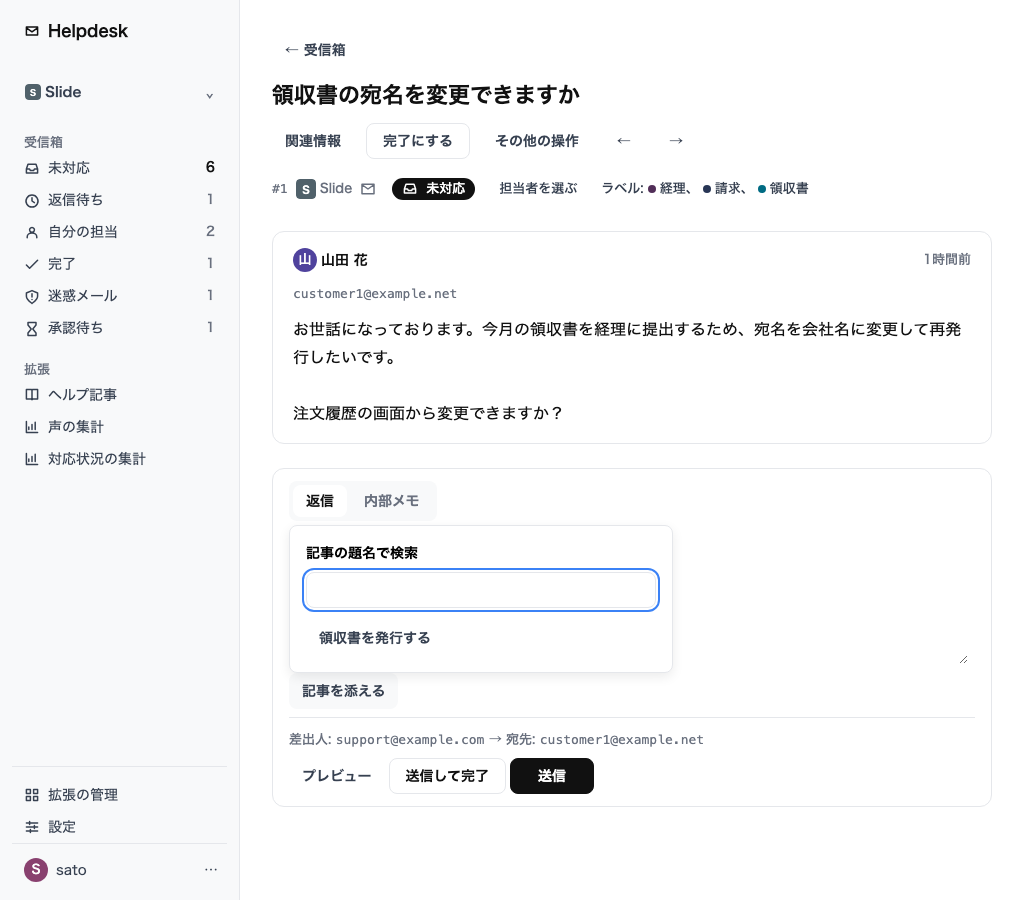 Helpdesk
S Slide
受信箱
未対応 6
返信待ち 1
自分の担当 2
完了 1
迷惑メール 1
承認待ち 1
拡張
ヘルプ記事
声の集計
対応状況の集計
拡張の管理
設定
S sato ...
← 受信箱
領収書の宛名を変更できますか
関連情報 完了にする その他の操作 ← →
#1 S Slide 未対応 担当者を選ぶ ラベル: 経理、 請求、 領収書
山 山田 花 1時間前
customer1@example.net
お世話になっております。今月の領収書を経理に提出するため、宛名を会社名に変更して再発
行したいです。
注文履歴の画面から変更できますか？
返信 内部メモ
記事の題名で検索
領収書を発行する
記事を添える
差出人: support@example.com → 宛先: customer1@example.net
プレビュー 送信して完了 送信